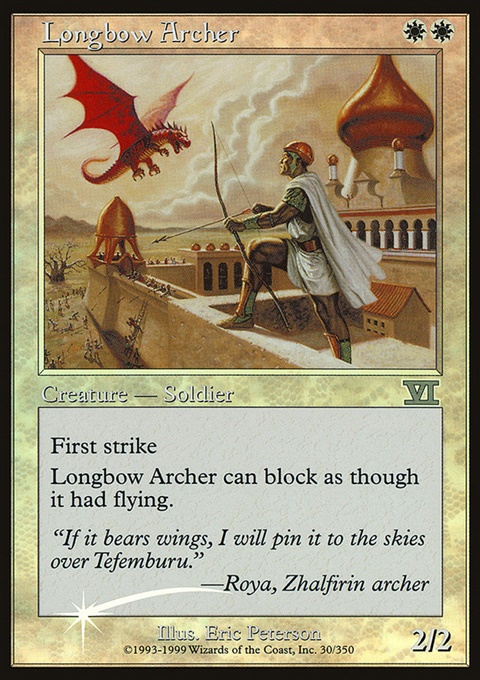 Longbow Archer
Creature — Soldier
VI
First strike
Longbow Archer can block as though
it had flying.
“If it bears wings, I will pin it to the skies
over Tefemburu.”
—Roya, Zhalfirin archer
Illus. Eric Peterson
©1993-1999 Wizards of the Coast, Inc. 30/350
2/2